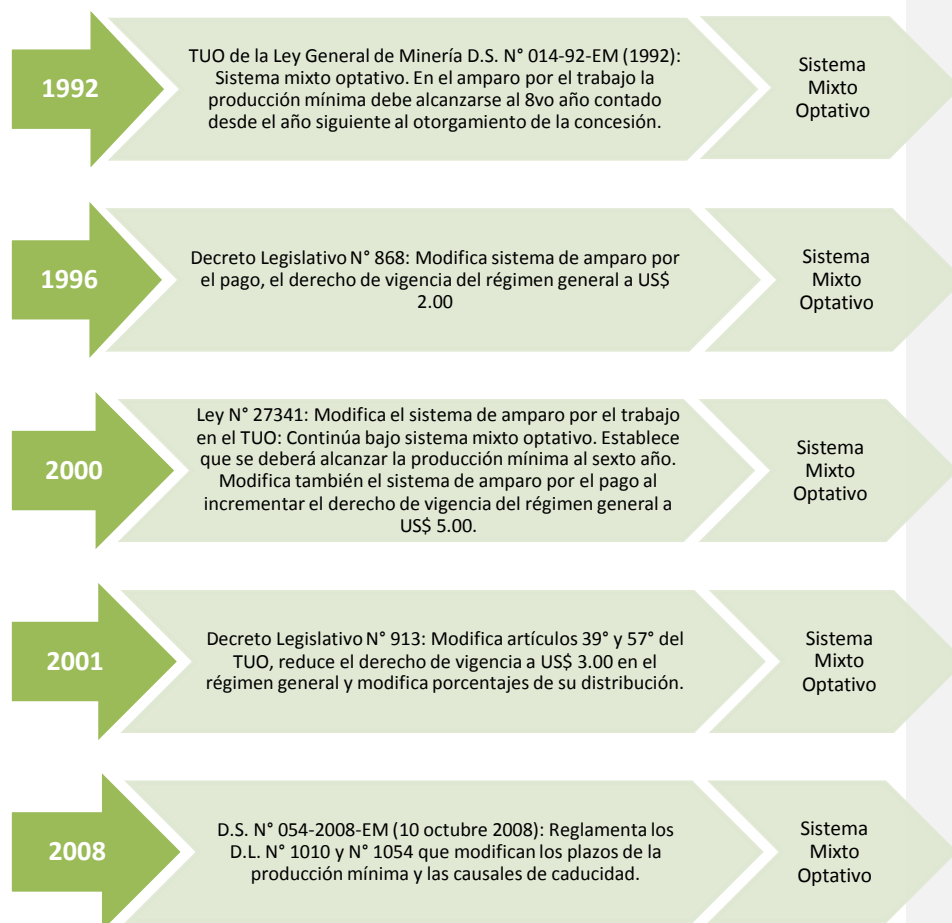 1992
TUO de la Ley General de Minería D.S. N° 014-92-EM (1992):
Sistema mixto optativo. En el amparo por el trabajo la
producción mínima debe alcanzarse al 8vo año contado
desde el año siguiente al otorgamiento de la concesión.
Sistema
Mixto
Optativo
1996
Decreto Legislativo N° 868: Modifica sistema de amparo por
el pago, el derecho de vigencia del régimen general a US$
2.00
Sistema
Mixto
Optativo
2000
Ley N° 27341: Modifica el sistema de amparo por el trabajo
en el TUO: Continúa bajo sistema mixto optativo. Establece
que se deberá alcanzar la producción mínima al sexto año.
Modifica también el sistema de amparo por el pago al
incrementar el derecho de vigencia del régimen general a
US$ 5.00.
Sistema
Mixto
Optativo
2001
Decreto Legislativo N° 913: Modifica artículos 39° y 57° del
TUO, reduce el derecho de vigencia a US$ 3.00 en el
régimen general y modifica porcentajes de su distribución.
Sistema
Mixto
Optativo
2008
D.S. N° 054-2008-EM (10 octubre 2008): Reglamenta los
D.L. N° 1010 y N° 1054 que modifican los plazos de la
producción mínima y las causales de caducidad.
Sistema
Mixto
Optativo